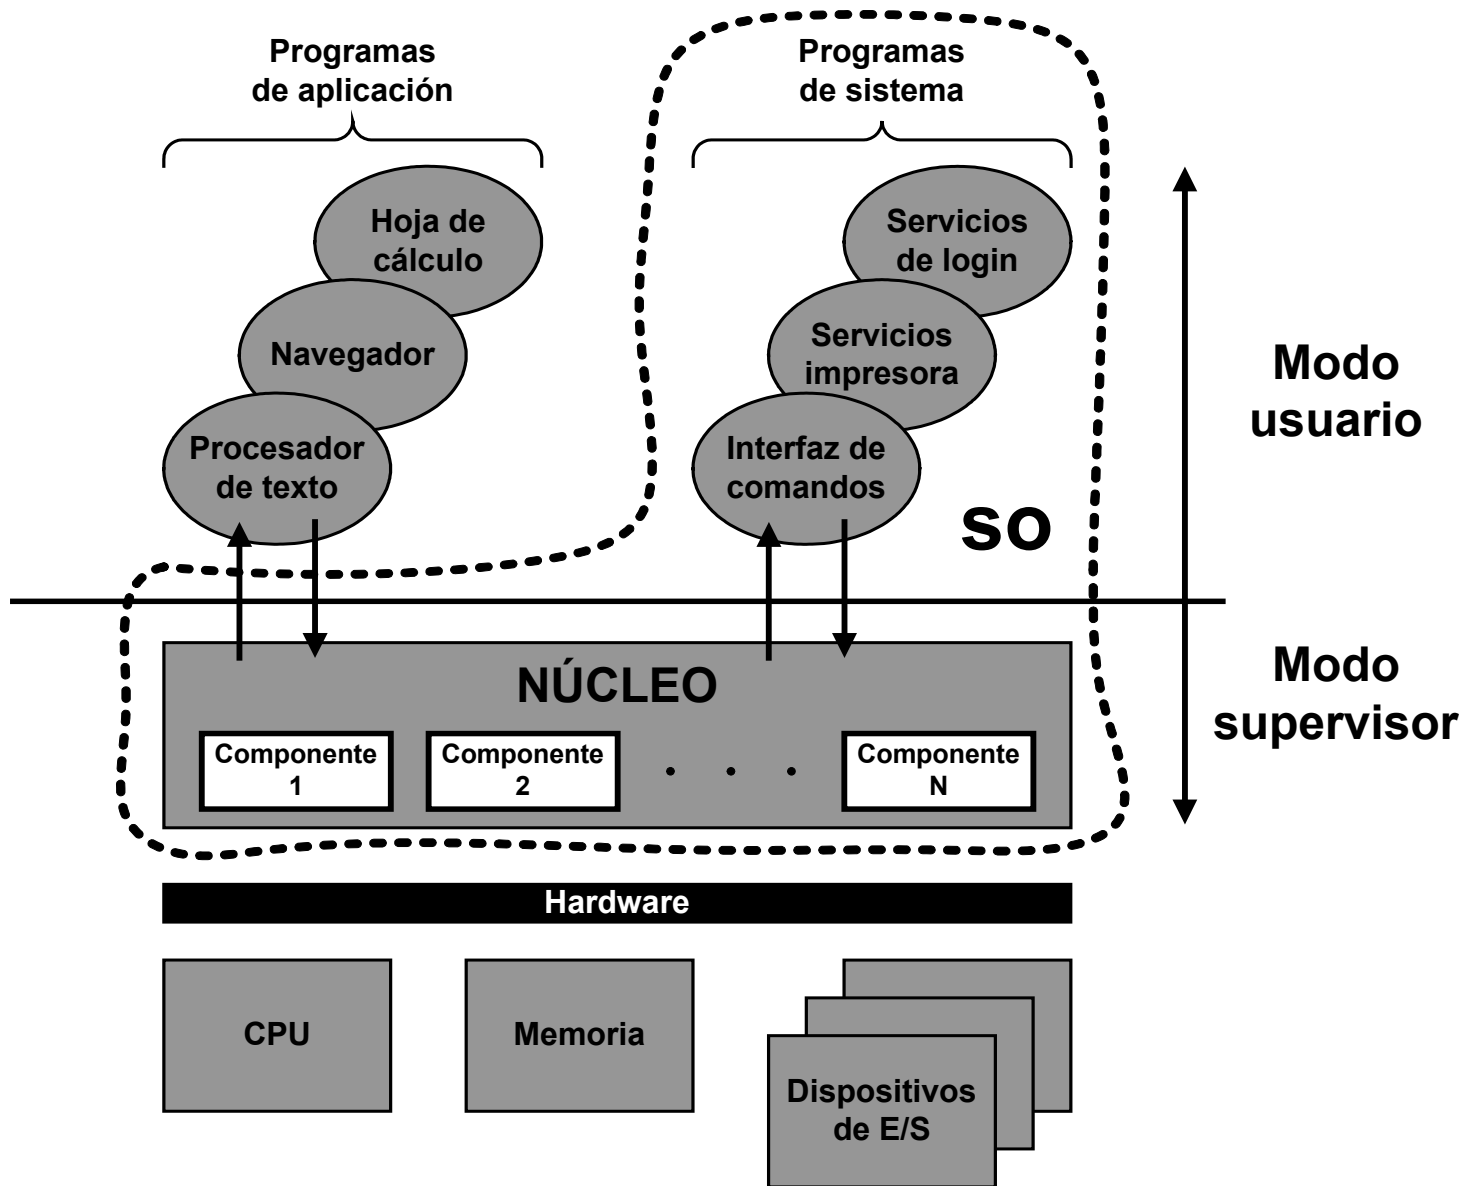 Programas
de aplicación
Programas
de sistema
Hoja de
cálculo
Navegador
Procesador
de texto
Servicios
de login
Servicios
impresora
Interfaz de
comandos
SO
Modo
usuario
NÚCLEO
Componente
1
Componente
2
. . .
Componente
N
Modo
supervisor
Hardware
CPU
Memoria
Dispositivos
de E/S